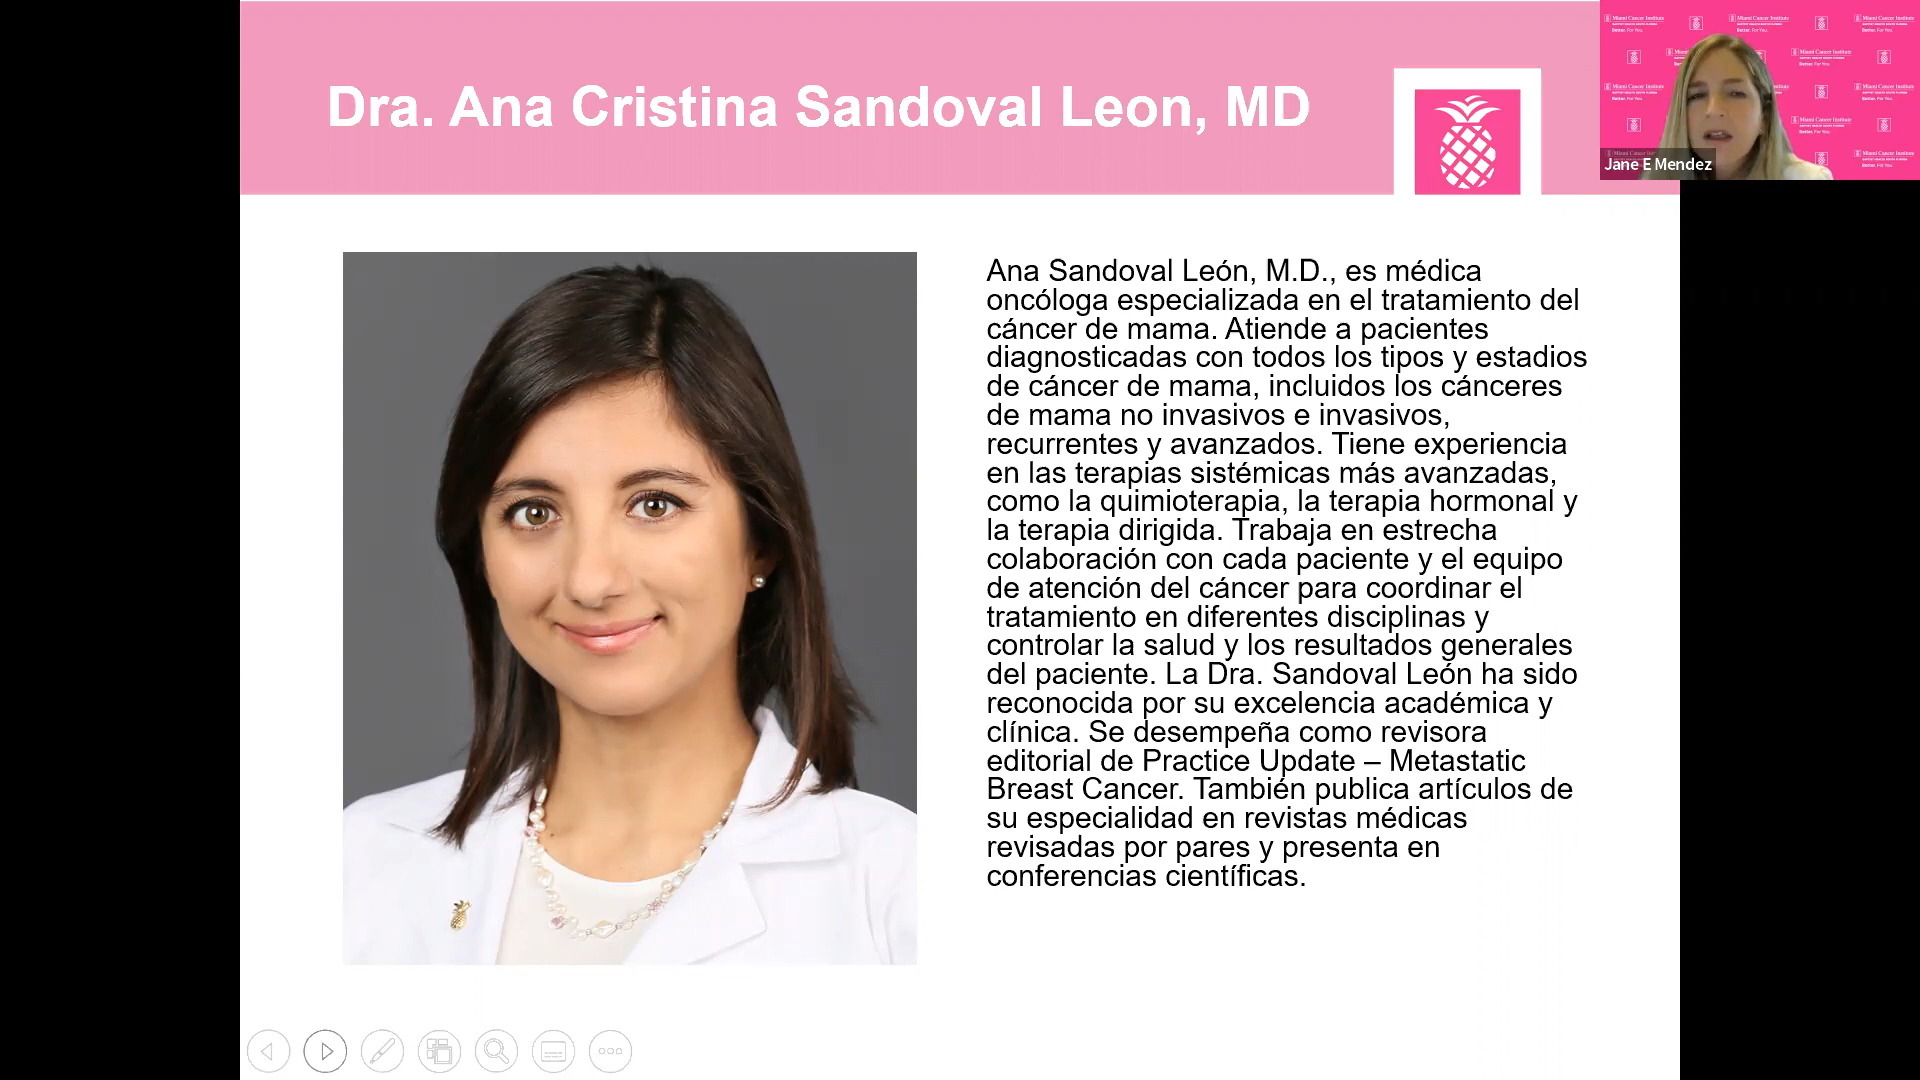 Dra. Ana Cristina Sandoval Leon, MD
Ana Sandoval León, M.D., es médica
oncóloga especializada en el tratamiento del
cáncer de mama. Atiende a pacientes
diagnosticadas con todos los tipos y estadios
de cáncer de mama, incluidos los cánceres
de mama no invasivos e invasivos,
recurrentes y avanzados. Tiene experiencia
en las terapias sistémicas más avanzadas,
como la quimioterapia, la terapia hormonal y
la terapia dirigida. Trabaja en estrecha
colaboración con cada paciente y el equipo
de atención del cáncer para coordinar el
tratamiento en diferentes disciplinas y
controlar la salud y los resultados generales
del paciente. La Dra. Sandoval León ha sido
reconocida por su excelencia académica y
clínica. Se desempeña como revisora
editorial de Practice Update – Metastatic
Breast Cancer. También publica artículos de
su especialidad en revistas médicas
revisadas por pares y presenta en
conferencias científicas.
Miami Cancer Institute
Better. For You.
Jane E Mendez